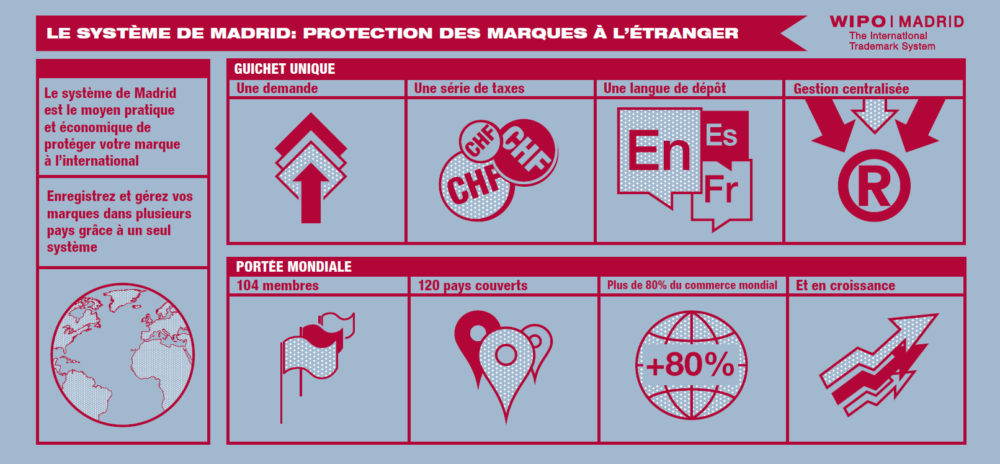 LE SYSTÈME DE MADRID: PROTECTION DES MARQUES À L'ÉTRANGER
WIPO | MADRID
The International
Trademark System
Le système de Madrid
est le moyen pratique
et économique de
protéger votre marque
à l'international
Enregistrez et gérez vos
marques dans plusieurs
pays grâce à un seul
système
GUICHET UNIQUE
Une demande
Une série de taxes
CHF
CHF
CHF
Une langue de dépôt
En
Es
Fr
Gestion centralisée
®
PORTÉE MONDIALE
104 membres
120 pays couverts
Plus de 80% du commerce mondial
+80%
Et en croissance